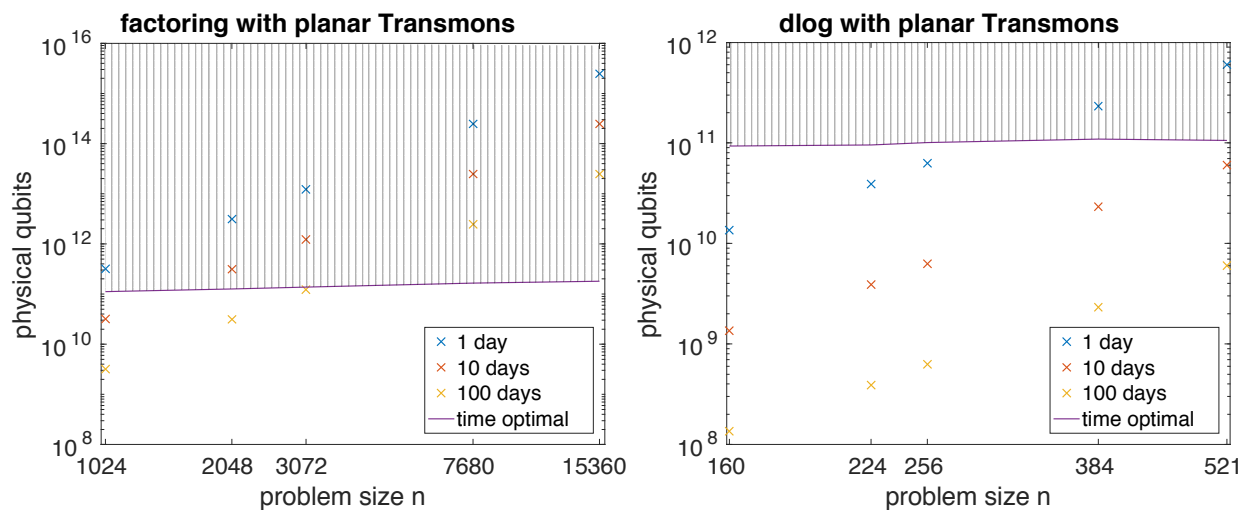 factoring with planar Transmons
physical qubits
10^16
10^14
10^12
10^10
10^8
1 day
10 days
100 days
time optimal
1024 2048 3072 7680 15360
problem size n
dlog with planar Transmons
physical qubits
10^12
10^11
10^10
10^9
10^8
1 day
10 days
100 days
time optimal
160 224 256 384 521
problem size n